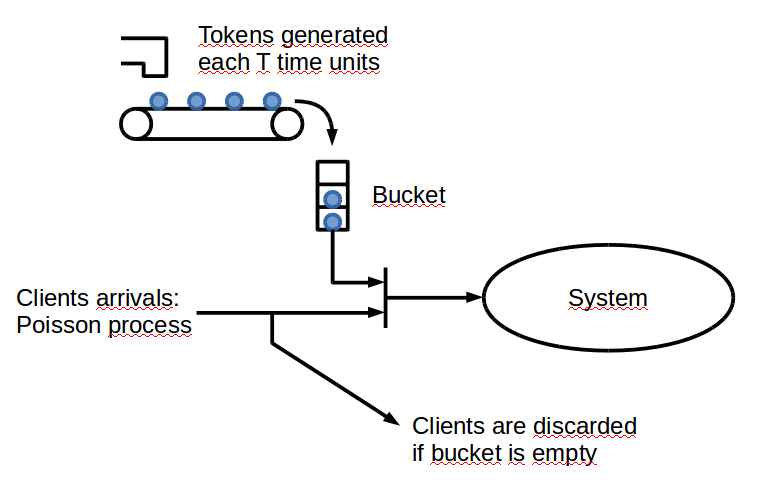 Tokens generated
each T time units
Bucket
Clients arrivals:
Poisson process
System
Clients are discarded
if bucket is empty